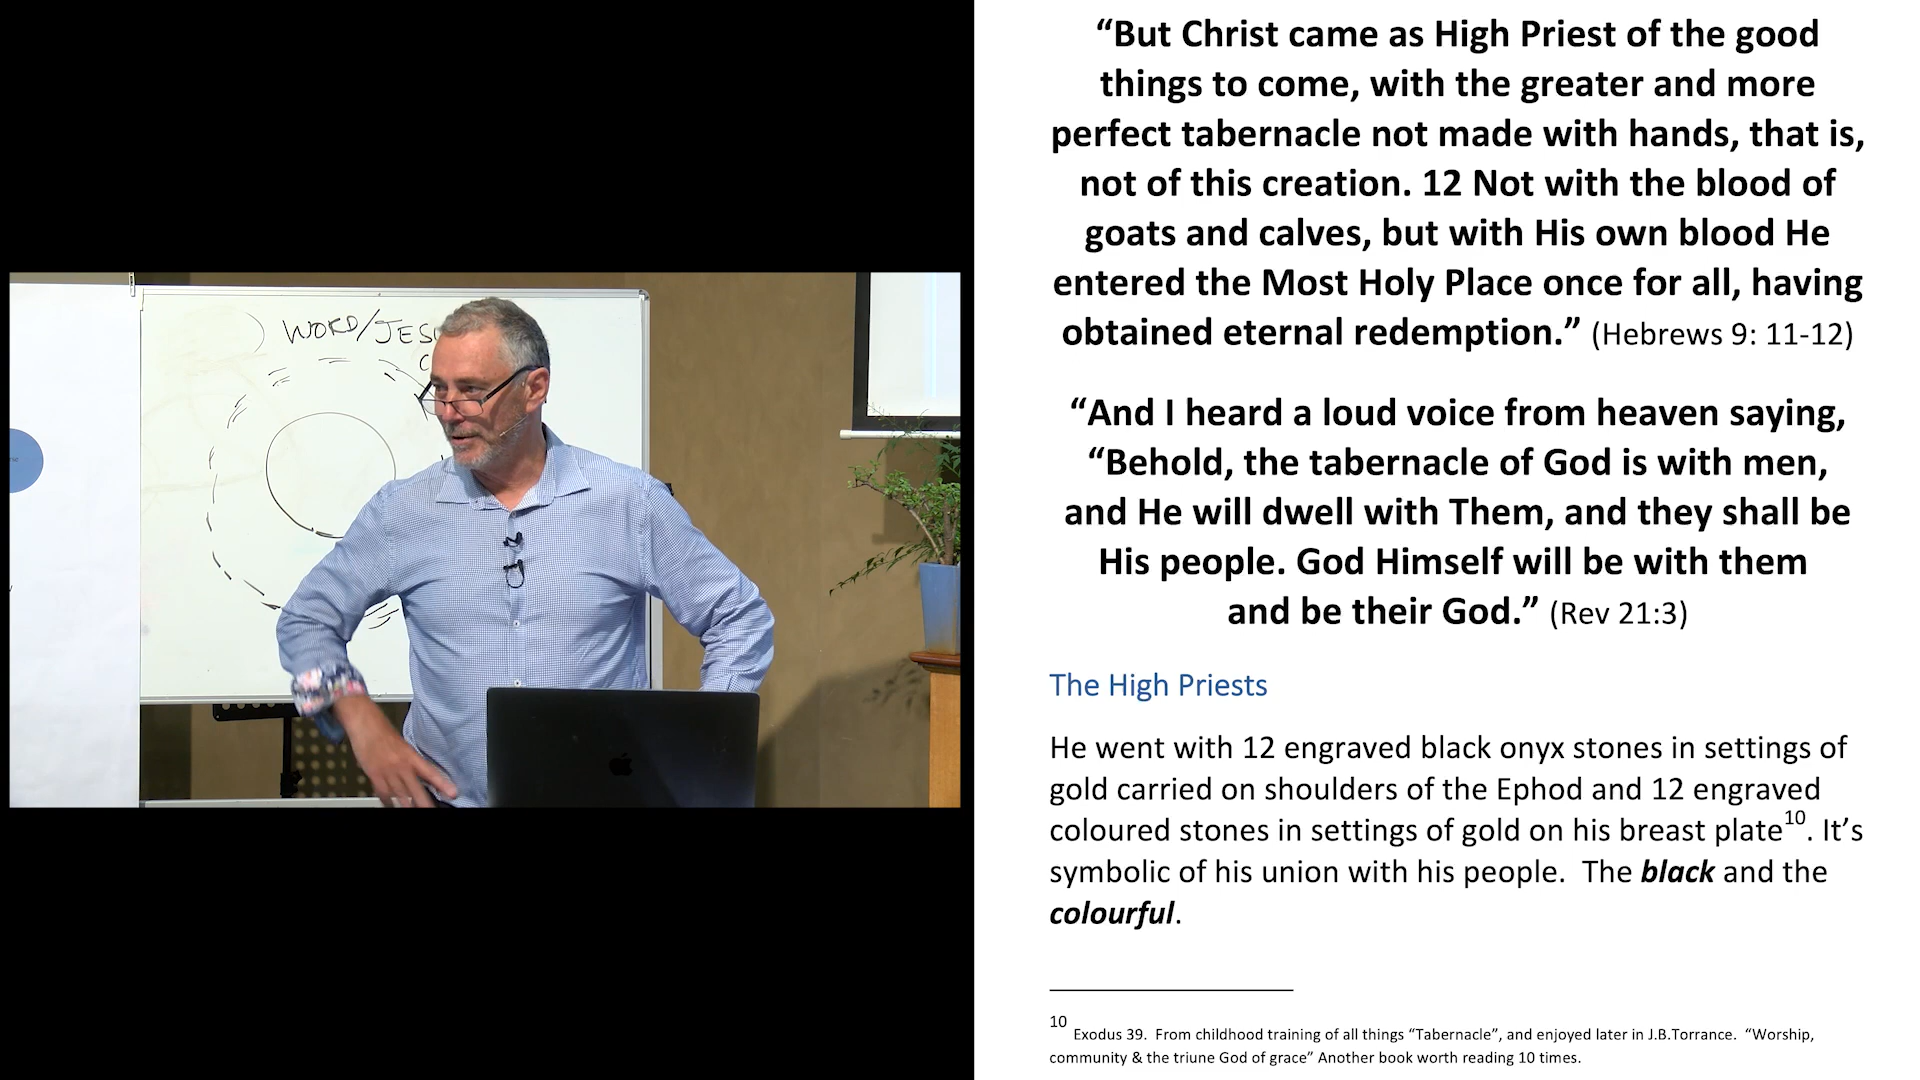 WORD/JESU
“But Christ came as High Priest of the good
things to come, with the greater and more
perfect tabernacle not made with hands, that is,
not of this creation. 12 Not with the blood of
goats and calves, but with His own blood He
entered the Most Holy Place once for all, having
obtained eternal redemption.” (Hebrews 9: 11-12)
“And I heard a loud voice from heaven saying,
“Behold, the tabernacle of God is with men,
and He will dwell with Them, and they shall be
His people. God Himself will be with them
and be their God.” (Rev 21:3)
The High Priests
He went with 12 engraved black onyx stones in settings of
gold carried on shoulders of the Ephod and 12 engraved
coloured stones in settings of gold on his breast plate10. It’s
symbolic of his union with his people.  The black and the
colourful.
10 Exodus 39.  From childhood training of all things “Tabernacle”, and enjoyed later in J.B.Torrance.  “Worship,
community & the triune God of grace” Another book worth reading 10 times.